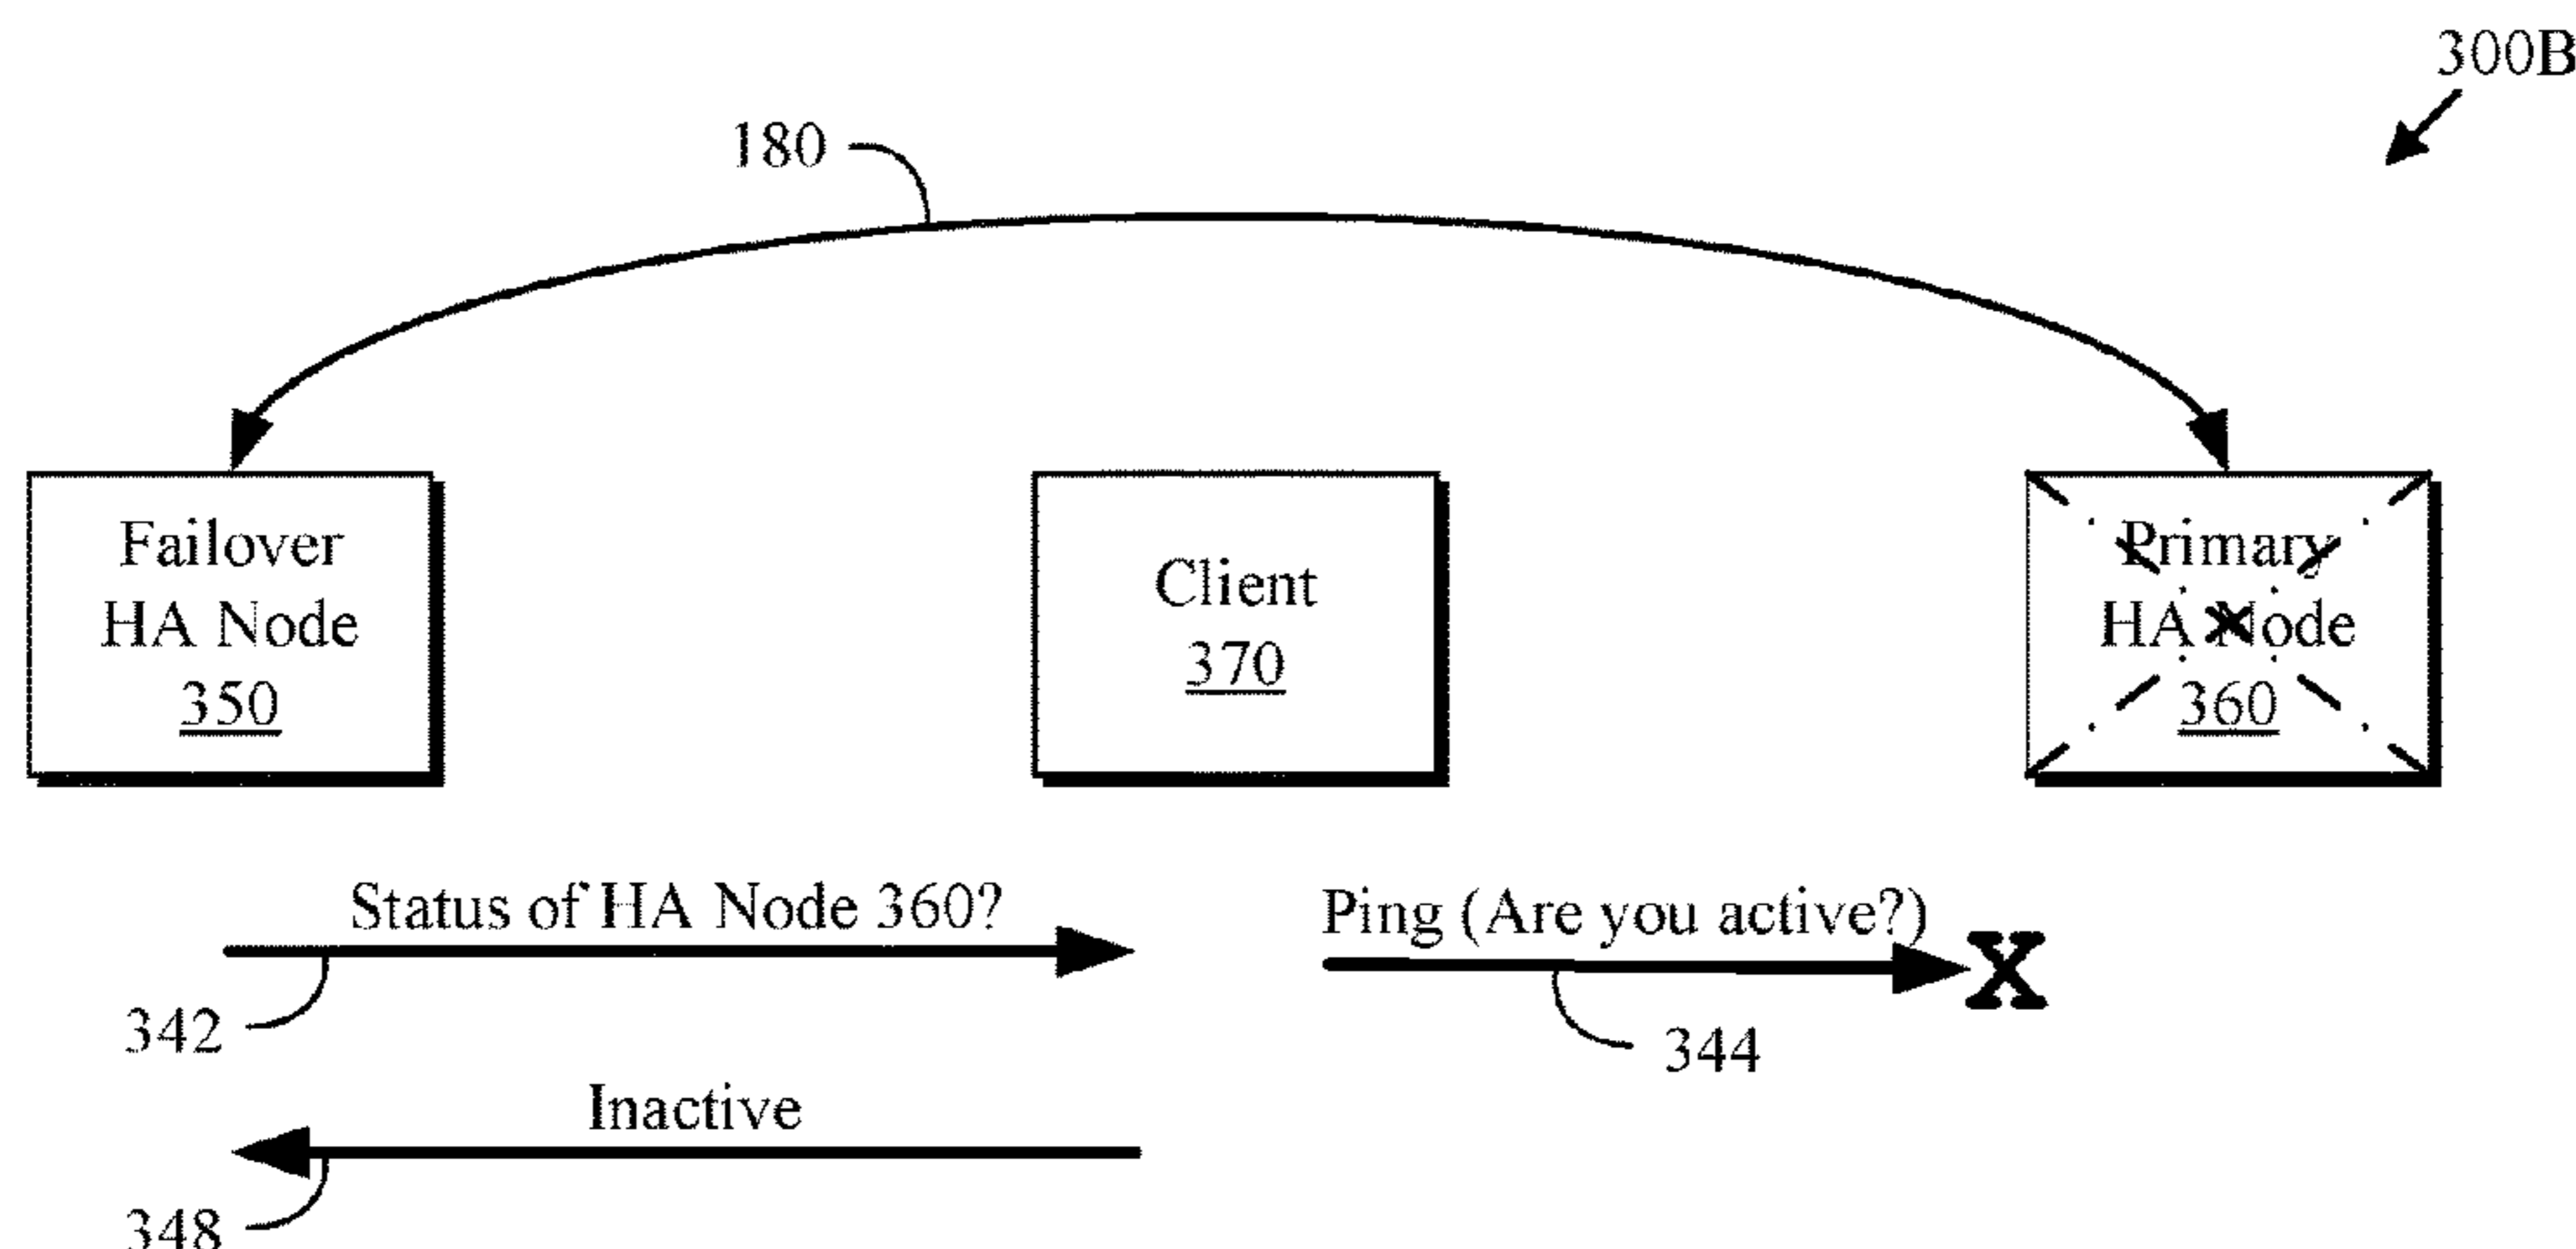 300B
180
Failover
HA Node
350
Client
370
Primary
HA Node
360
Status of HA Node 360?
Ping (Are you active?)
X
342
344
Inactive
348